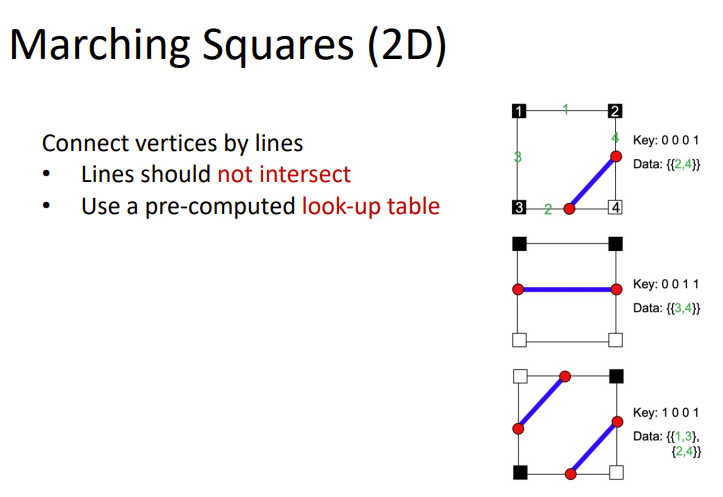 Marching Squares (2D)
Connect vertices by lines
• Lines should not intersect
• Use a pre-computed look-up table
1 1 2
4
3
3 2 4
Key: 0 0 0 1
Data: {{2,4}}
Key: 0 0 1 1
Data: {{3,4}}
Key: 1 0 0 1
Data: {{1,3},
{2,4}}